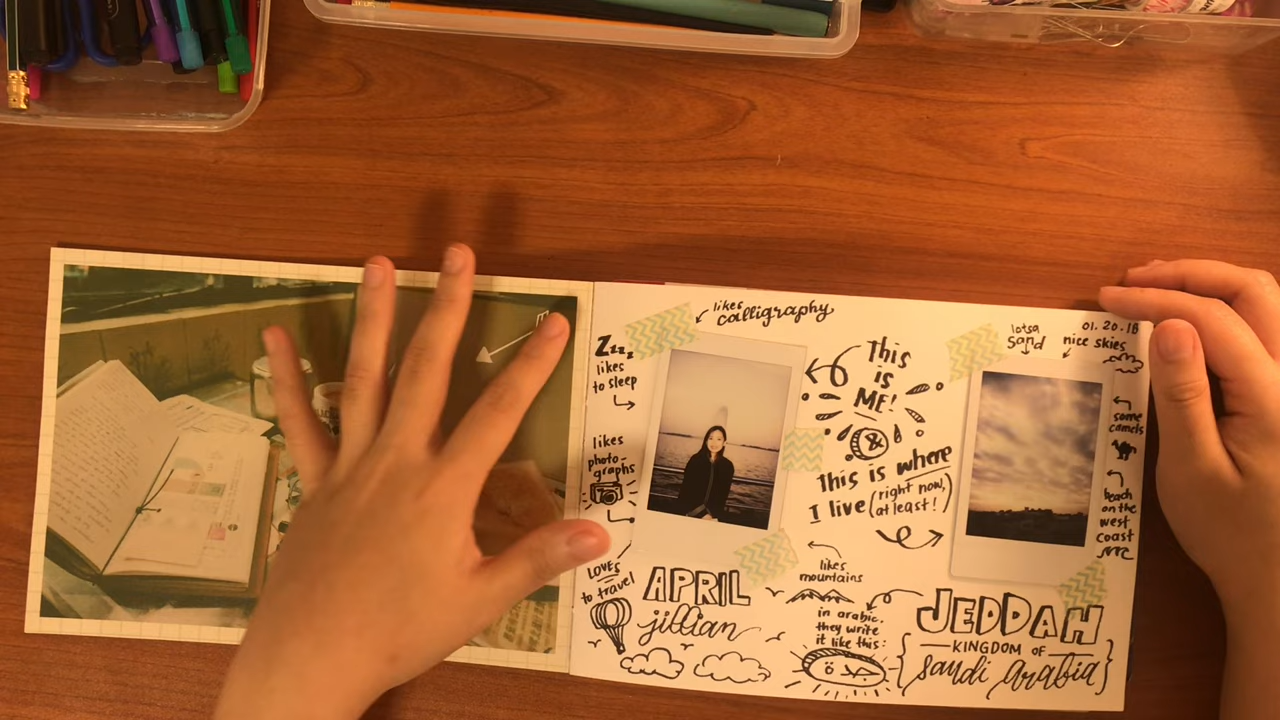 likes
calligraphy
Zzzz
likes
to sleep
likes
photo-
graphs
LOVES
to travel
APRIL
jillian
This
is
ME!
&
This is where
I live (right now,
at least!)
likes
mountains
in arabic,
they write
it like this:
جدة
lotsa
sand
01.20.18
nice skies
some
camels
beach
on the
west
coast
JEDDAH
KINGDOM OF
saudi arabia